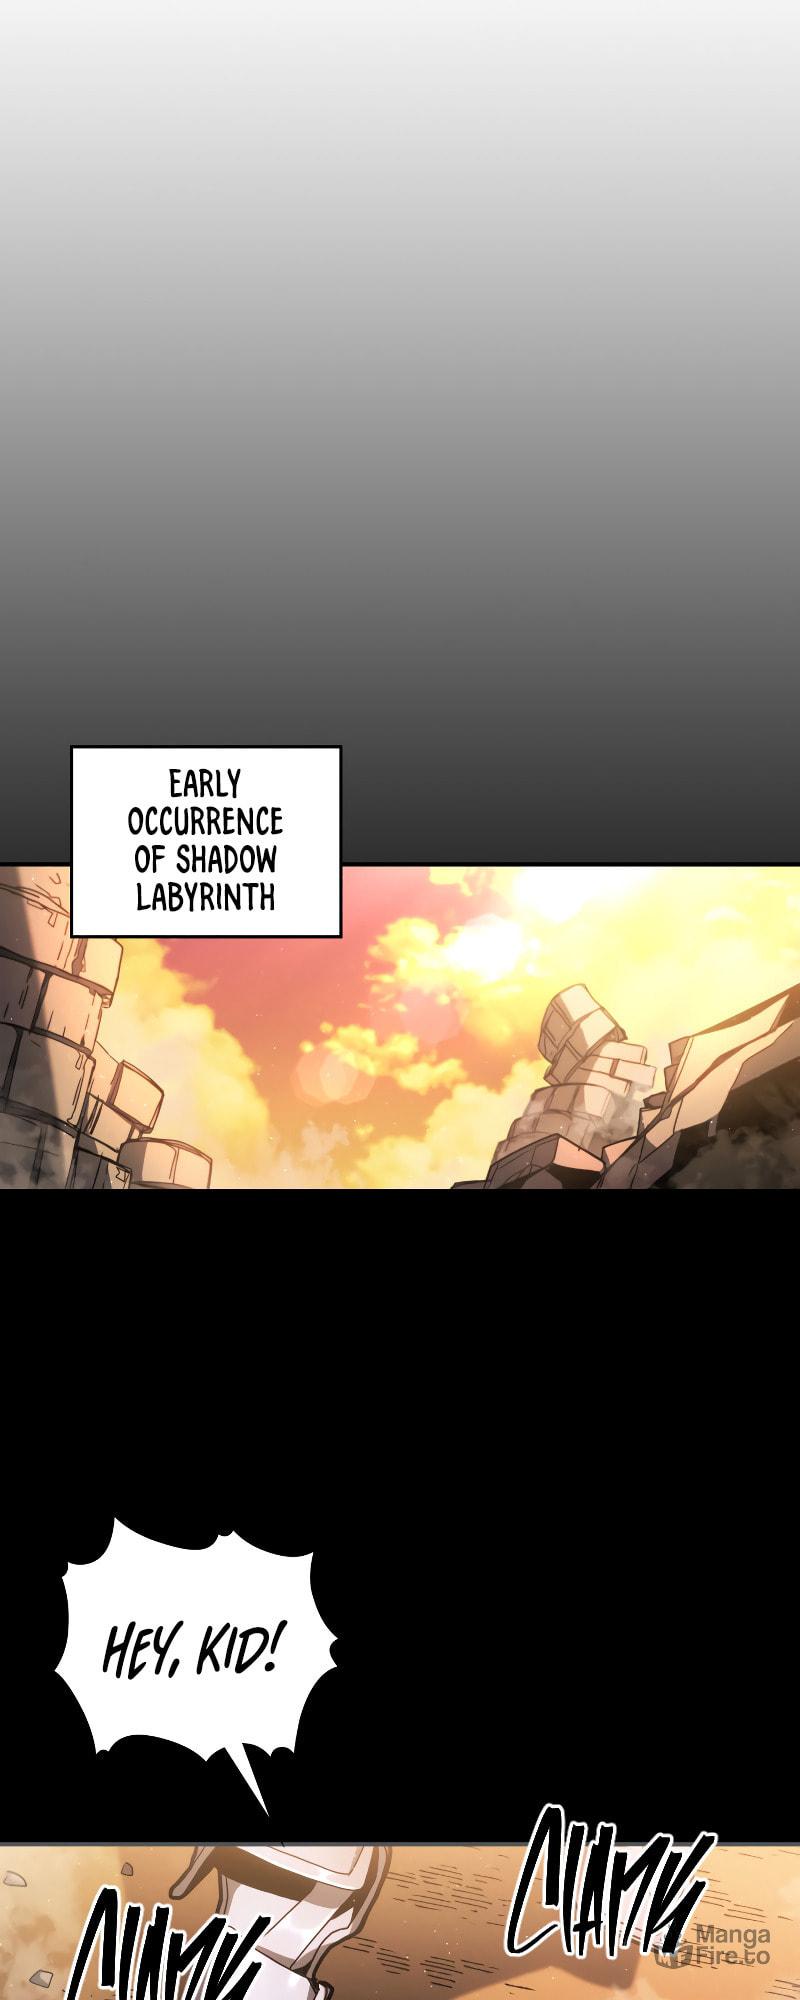 EARLY
OCCURRENCE
OF SHADOW
LABYRINTH
HEY, KID!
CLANK
CLANK
Manga
Fire.to